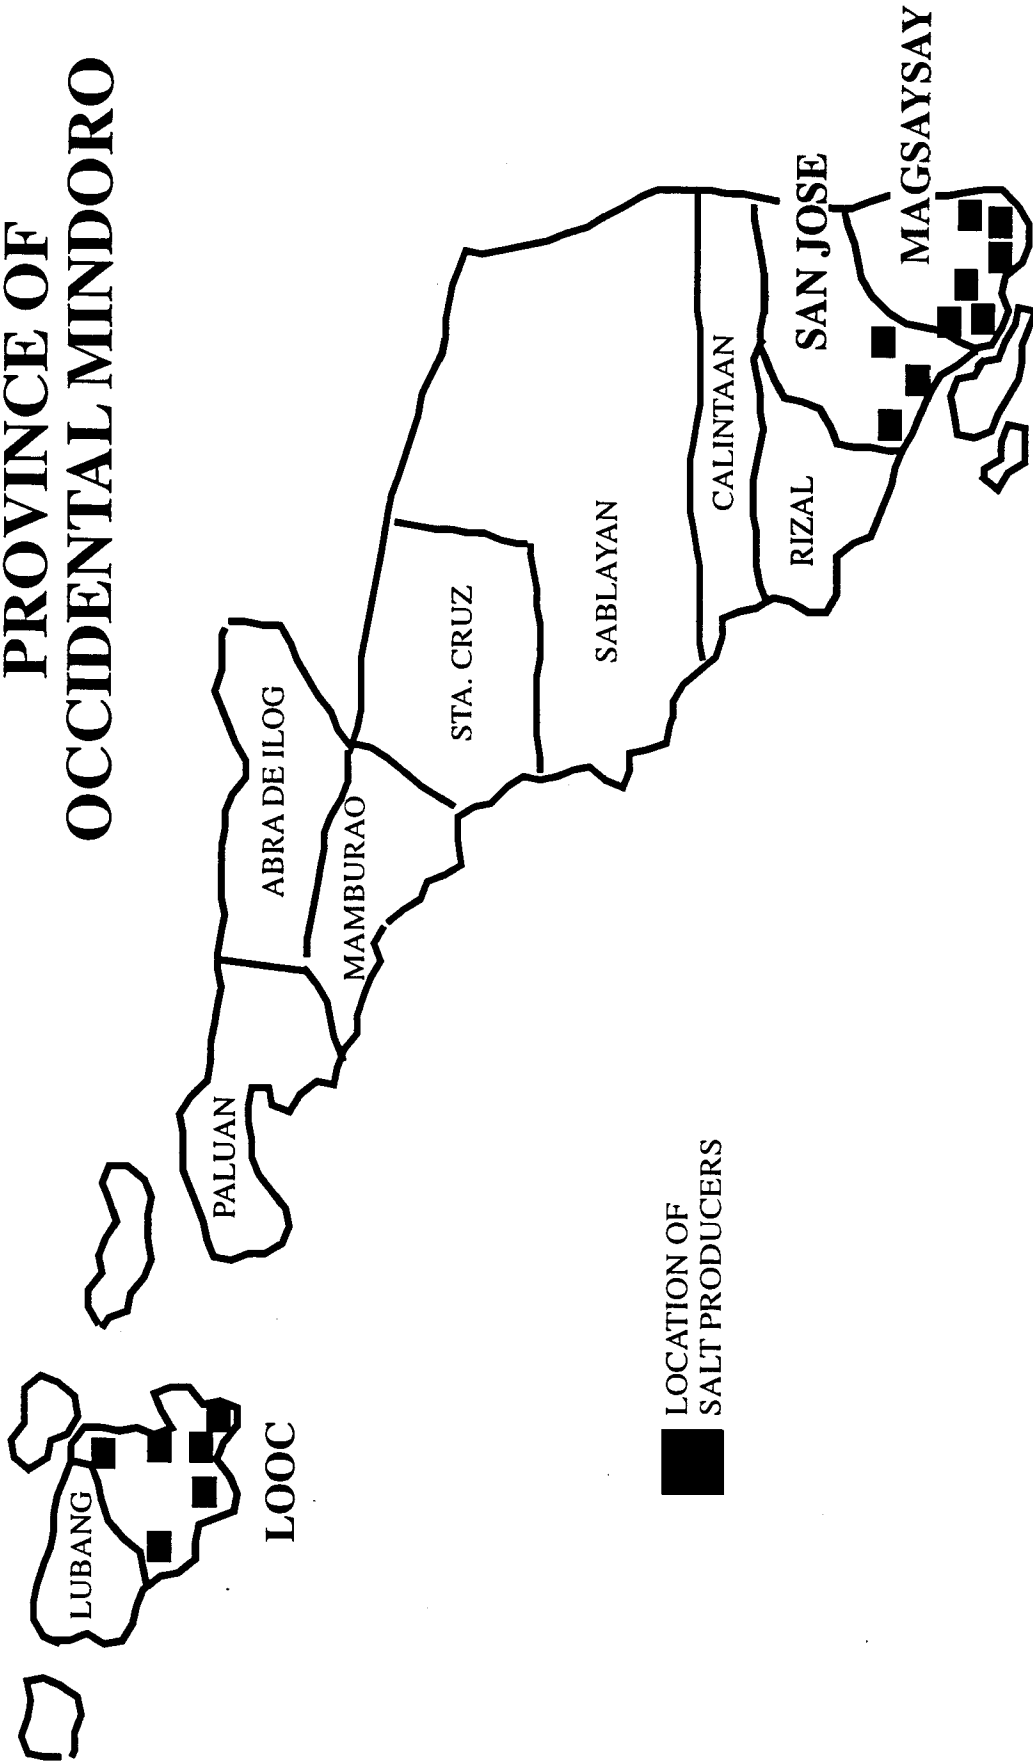 PROVINCE OF
OCCIDENTAL MINDORO
LUBANG
LOOC
PALUAN
ABRA DE ILOG
MAMBURAO
STA. CRUZ
SABLAYAN
CALINTAAN
RIZAL
SAN JOSE
MAGSAYSAY
LOCATION OF
SALT PRODUCERS